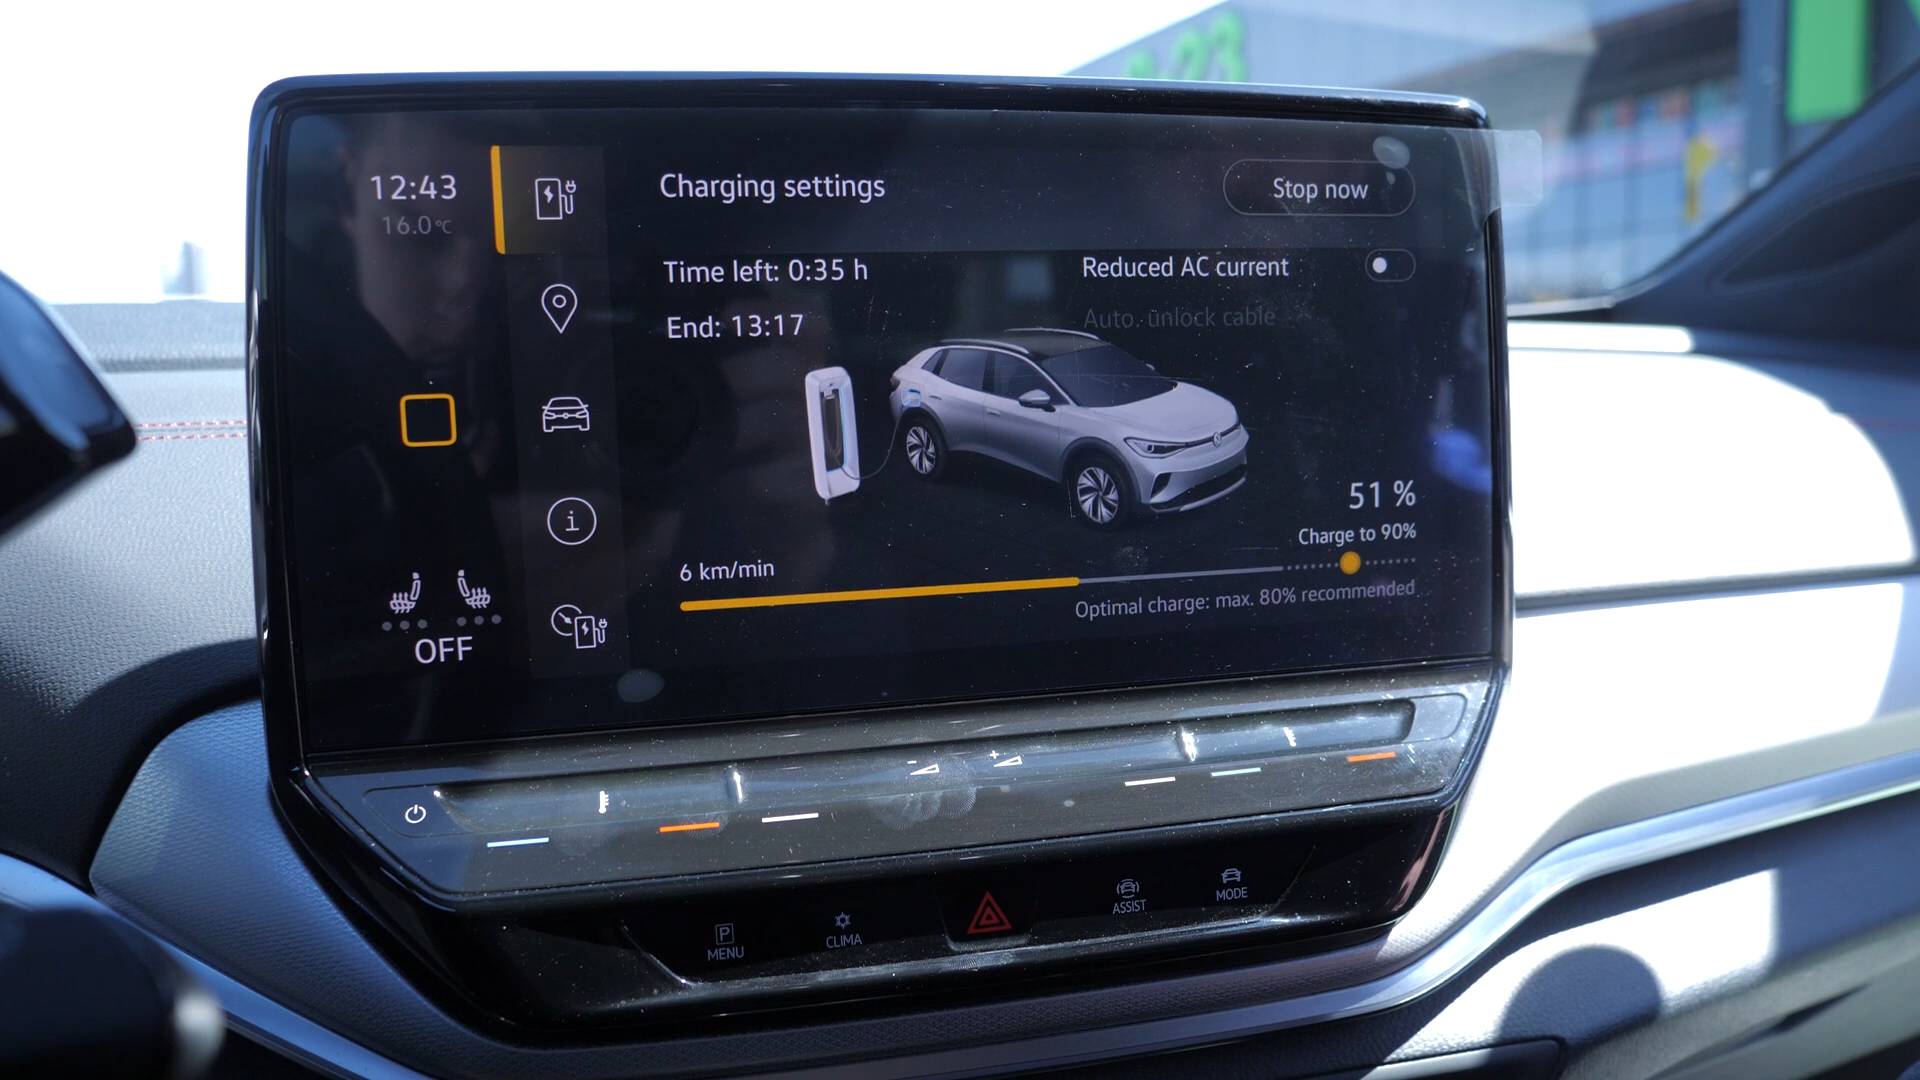 12:43
16.0°C
Charging settings
Stop now
Time left: 0:35 h
End: 13:17
Reduced AC current
Auto. unlock cable
51 %
Charge to 90%
6 km/min
Optimal charge: max. 80% recommended
OFF
- +
P
MENU
CLIMA
ASSIST
MODE